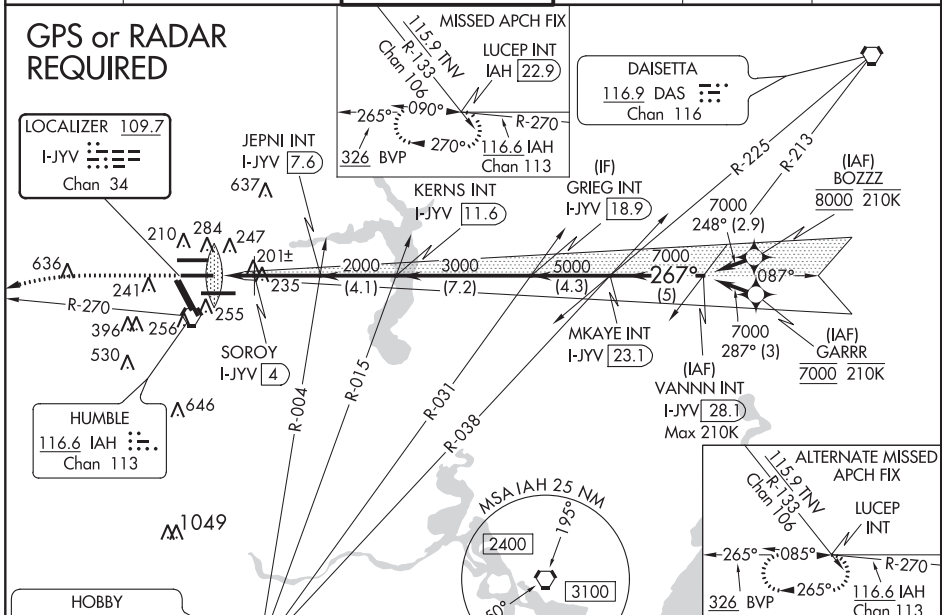 GPS or RADAR
REQUIRED
MISSED APCH FIX
115.9 TNV
R-133
Chan 106
LUCEP INT
IAH 22.9
265°
090°
270°
R-270
326 BVP
116.6 IAH
Chan 113
DAISETTA
116.9 DAS
Chan 116
LOCALIZER 109.7
I-JYV
Chan 34
JEPNI INT
I-JYV 7.6
637
KERNS INT
I-JYV 11.6
(IF)
GRIEG INT
I-JYV 18.9
R-225
R-213
(IAF)
BOZZZ
8000 210K
7000
248° (2.9)
210
284
247
201±
235
636
241
R-270
396
256
255
530
2000
(4.1)
3000
(7.2)
5000
(4.3)
7000
267°
(5)
087°
7000
287° (3)
(IAF)
GARRR
7000 210K
SOROY
I-JYV 4
MKAYE INT
I-JYV 23.1
(IAF)
VANNN INT
I-JYV 28.1
Max 210K
R-004
R-015
R-031
R-038
646
HUMBLE
116.6 IAH
Chan 113
1049
MSA IAH 25 NM
195°
2400
3100
50°
ALTERNATE MISSED
APCH FIX
115.9 TNV
R-133
Chan 106
LUCEP
INT
265°
085°
R-270
265°
326 BVP
116.6 IAH
Chan 113
HOBBY